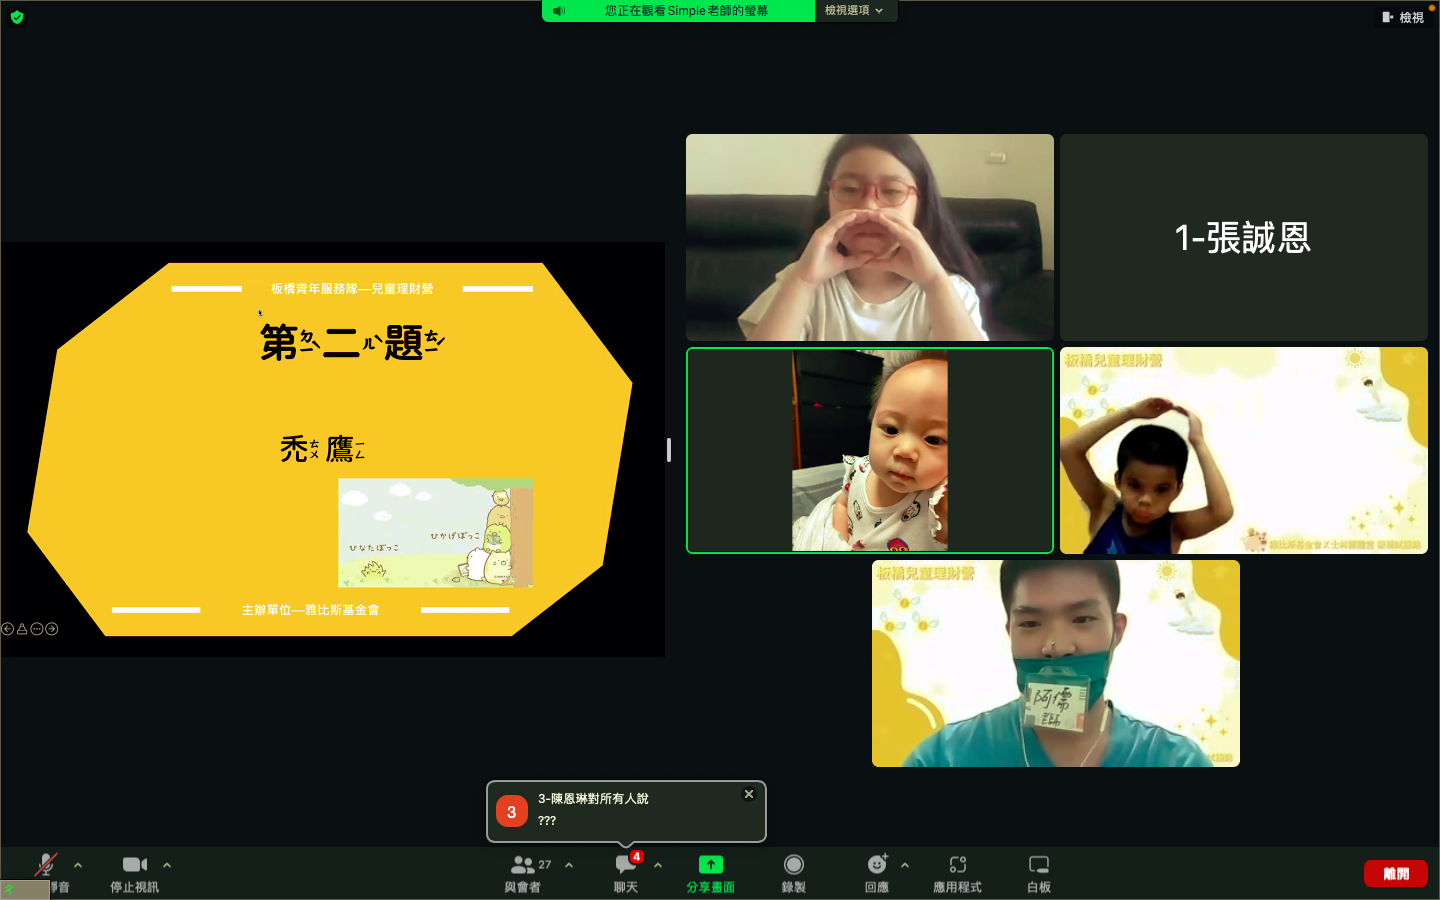 您正在觀看Simple老師的螢幕
檢視選項
檢視
板橋青年服務隊—兒童理財營
第ㄉㄧˋ二ㄦˋ題ㄊㄧˊ
禿ㄊㄨ鷹ㄧㄥ
ひかげぼっこ
ひなたぼっこ
主辦單位—雅比斯基金會
1-張誠恩
板橋兒童理財營
板橋兒童理財營
阿儒
3
3-陳恩琳對所有人說
???
靜音
停止視訊
27
與會者
4
聊天
分享畫面
錄製
回應
應用程式
白板
離開